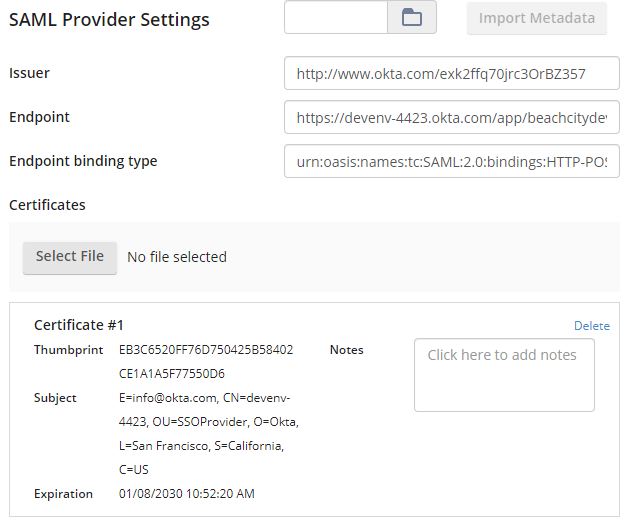 SAML Provider Settings
Import Metadata
Issuer
http://www.okta.com/exk2ffq70jrc3OrBZ357
Endpoint
https://devenv-4423.okta.com/app/beachcityde
Endpoint binding type
urn:oasis:names:tc:SAML:2.0:bindings:HTTP-POS
Certificates
Select File
No file selected
Certificate #1
Delete
Thumbprint
EB3C6520FF76D750425B58402
CE1A1A5F77550D6
Notes
Click here to add notes
Subject
E=info@okta.com, CN=devenv-
4423, OU=SSOProvider, O=Okta,
L=San Francisco, S=California,
C=US
Expiration
01/08/2030 10:52:20 AM